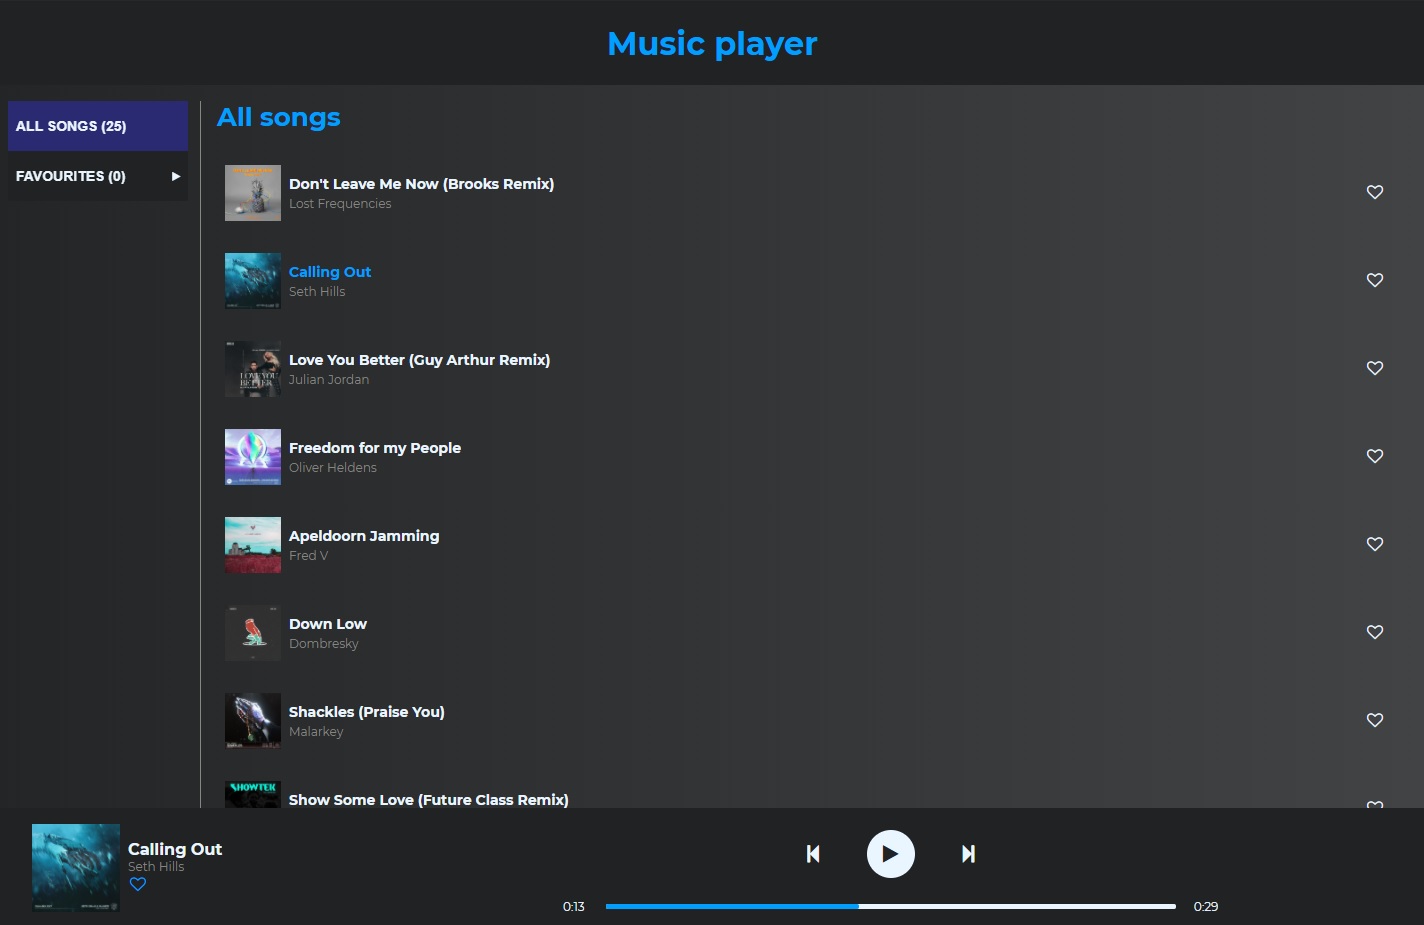 Music player
ALL SONGS (25)
FAVOURITES (0)
All songs
Don't Leave Me Now (Brooks Remix)
Lost Frequencies
Calling Out
Seth Hills
Love You Better (Guy Arthur Remix)
Julian Jordan
LOVE YOU
BETTER
Freedom for my People
Oliver Heldens
Apeldoorn Jamming
Fred V
Down Low
Dombresky
Shackles (Praise You)
Malarkey
SHOWTEK
Show Some Love (Future Class Remix)
Calling Out
Seth Hills
0:13
0:29